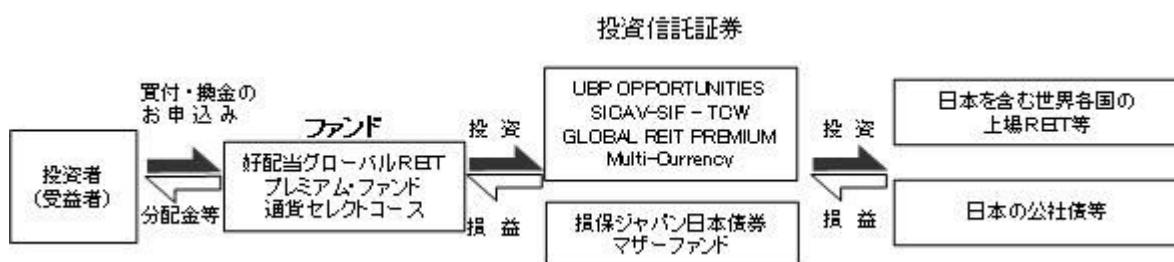 投資信託証券
買付・換金の
お申込み
投資者
(受益者)
分配金等
ファンド
好配当グローバルREIT
プレミアム・ファンド
通貨セレクトコース
投資
損益
UBP OPPORTUNITIES
SICAV-SIF - TCW
GLOBAL REIT PREMIUM
Multi-Currency
損保ジャパン日本債券
マザーファンド
投資
損益
日本を含む世界各国の
上場REIT等
日本の公社債等